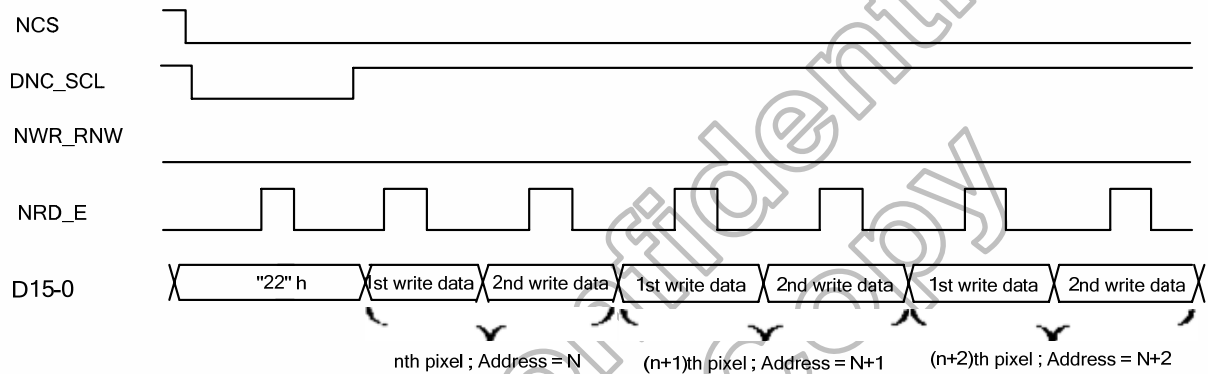 NCS
DNC_SCL
NWR_RNW
NRD_E
D15-0 "22" h 1st write data 2nd write data 1st write data 2nd write data 1st write data 2nd write data
nth pixel ; Address = N (n+1)th pixel ; Address = N+1 (n+2)th pixel ; Address = N+2
Confidential
Copy